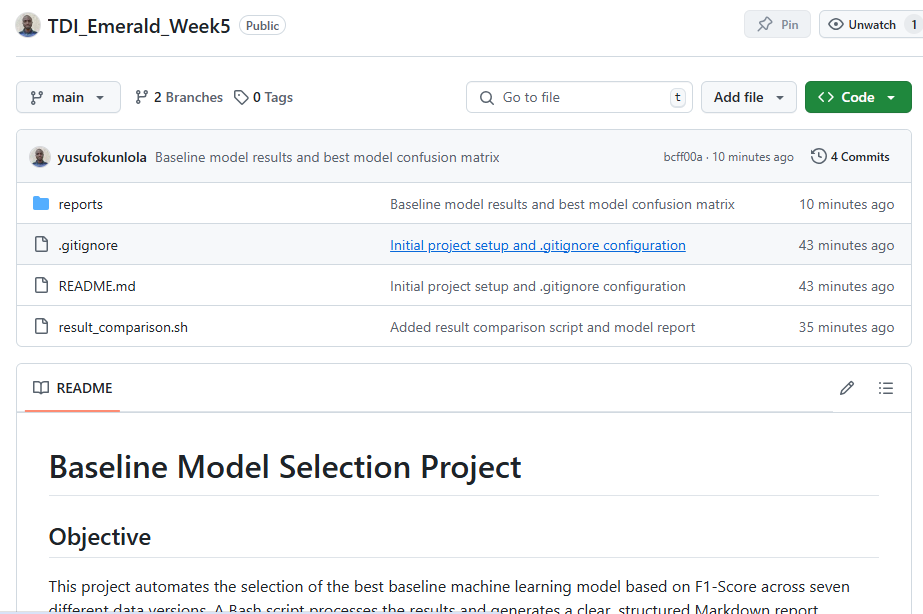 TDI_Emerald_Week5 Public Pin Unwatch 1
main 2 Branches 0 Tags Go to file t Add file Code
yusufokunlola Baseline model results and best model confusion matrix bcff00a · 10 minutes ago 4 Commits
reports Baseline model results and best model confusion matrix 10 minutes ago
.gitignore Initial project setup and .gitignore configuration 43 minutes ago
README.md Initial project setup and .gitignore configuration 43 minutes ago
result_comparison.sh Added result comparison script and model report 35 minutes ago
README
Baseline Model Selection Project
Objective
This project automates the selection of the best baseline machine learning model based on F1-Score across seven
different data versions. A Bash script processes the results and generates a clear, structured Markdown report